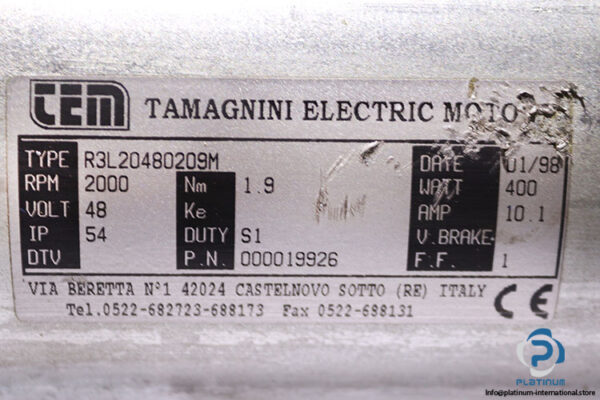 TEM TAMAGNINI ELECTRIC MOTO
TYPE R3L20480209M DATE 01/98
RPM 2000 Nm 1.9 WATT 400
VOLT 48 Ke AMP 10.1
IP 54 DUTY S1 V.BRAKE
DTV P.N. 000019926 F.F. 1
VIA BERETTA N°1 42024 CASTELNOVO SOTTO (RE) ITALY CE
Tel.0522-682723-688173 Fax 0522-688131
PLATINUM
info@platinum-international.store